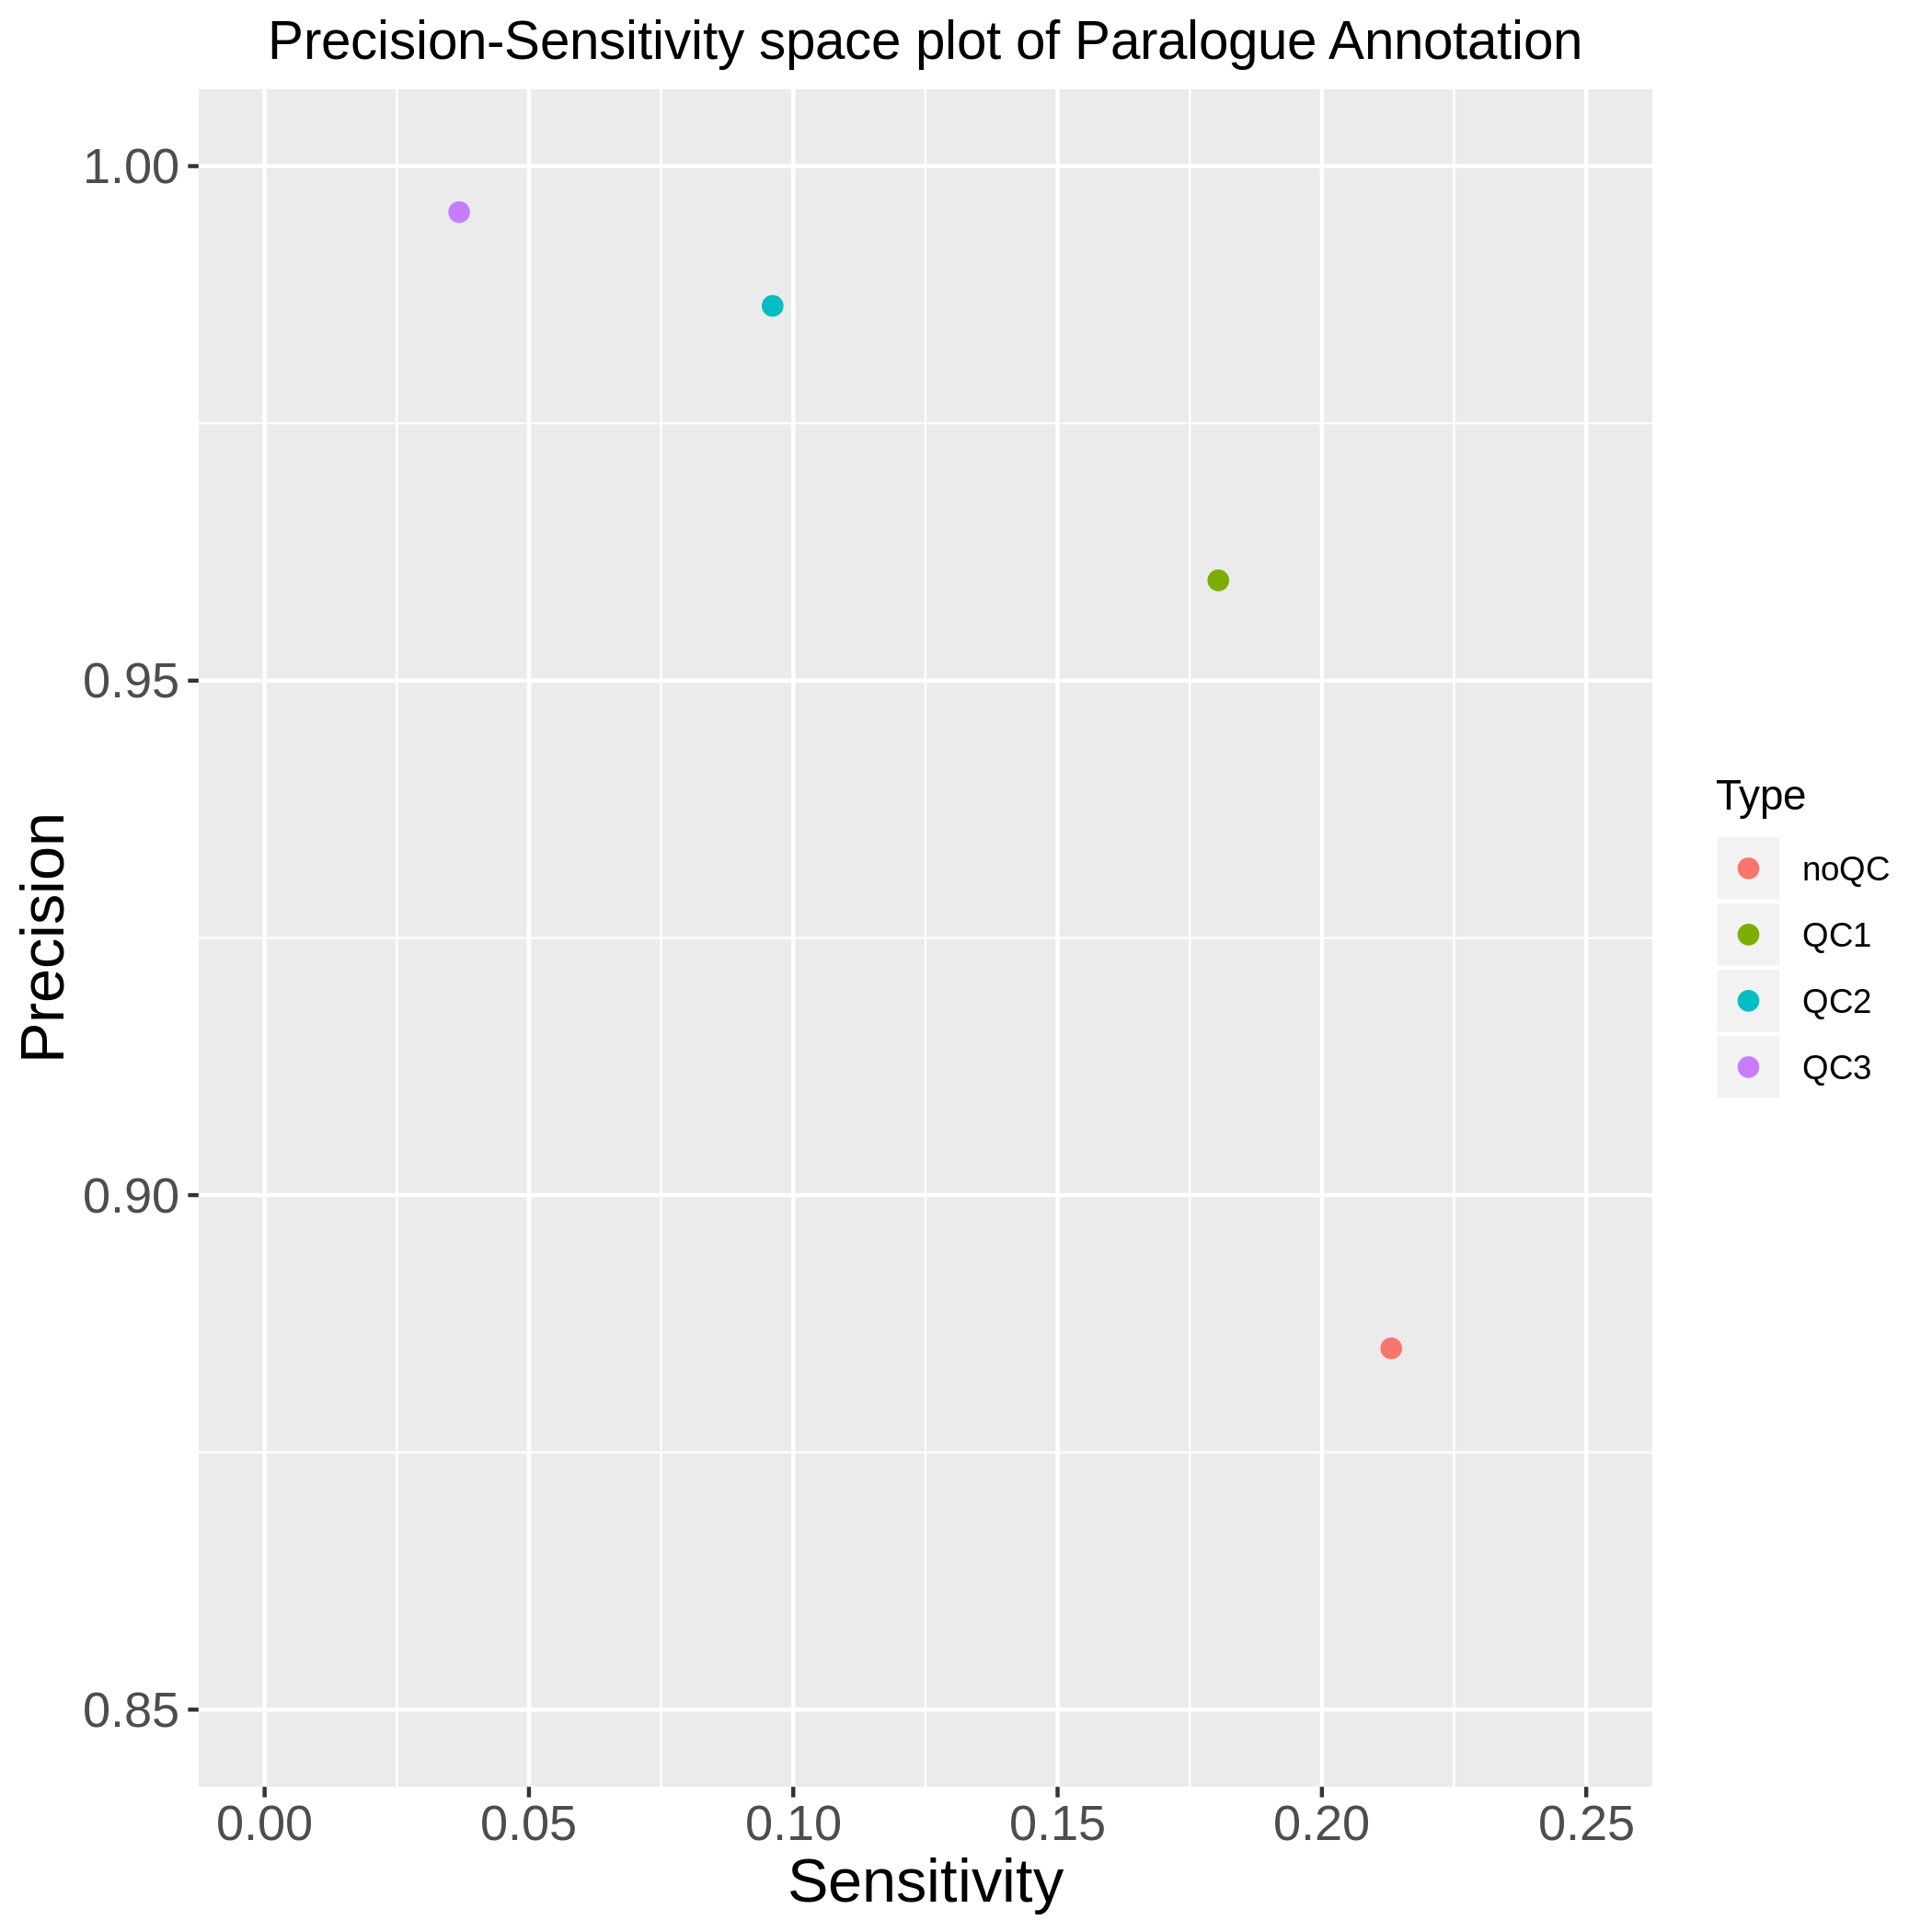 Precision-Sensitivity space plot of Paralogue Annotation
1.00
0.95
0.90
0.85
Precision
0.00 0.05 0.10 0.15 0.20 0.25
Sensitivity
Type
noQC
QC1
QC2
QC3